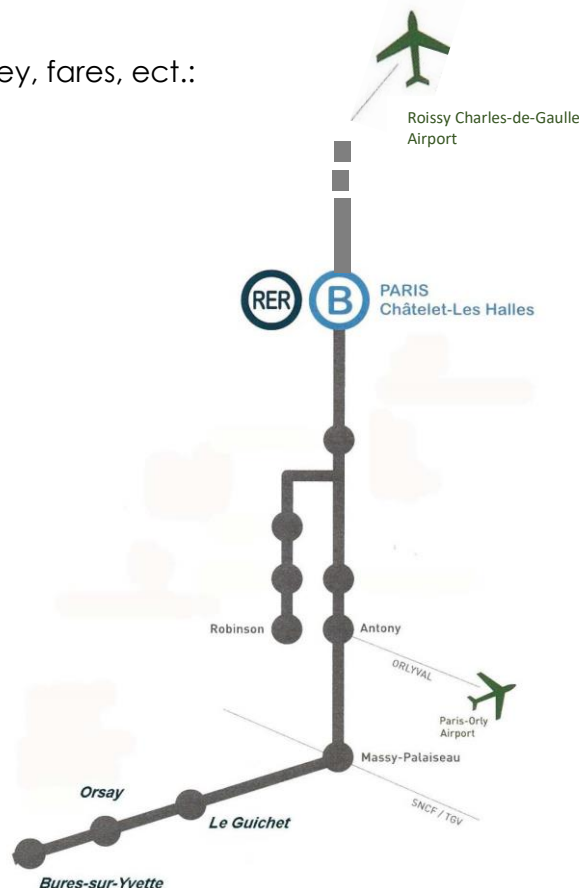 ey, fares, ect.:
Roissy Charles-de-Gaulle
Airport
RER
B
PARIS
Châtelet-Les Halles
Robinson
Antony
ORLYVAL
Paris-Orly
Airport
Massy-Palaiseau
SNCF / TGV
Orsay
Le Guichet
Bures-sur-Yvette